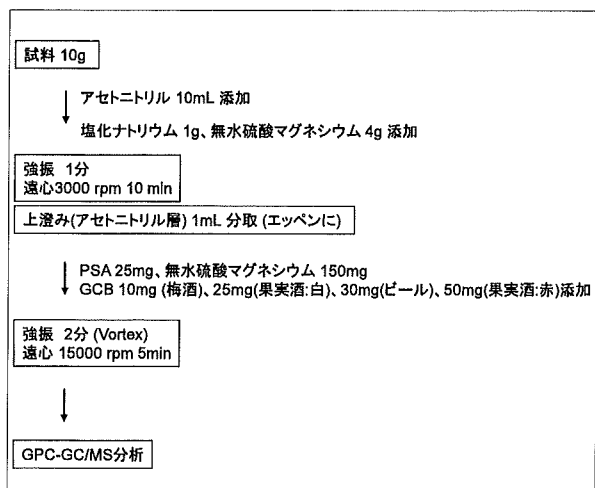 試料 10g
アセトニトリル 10mL 添加
塩化ナトリウム 1g、無水硫酸マグネシウム 4g 添加
強振 1分
遠心3000 rpm 10 min
上澄み(アセトニトリル層) 1mL 分取 (エッペンに)
PSA 25mg、無水硫酸マグネシウム 150mg
GCB 10mg (梅酒)、25mg(果実酒:白)、30mg(ビール)、50mg(果実酒:赤)添加
強振 2分 (Vortex)
遠心 15000 rpm 5min
GPC-GC/MS分析